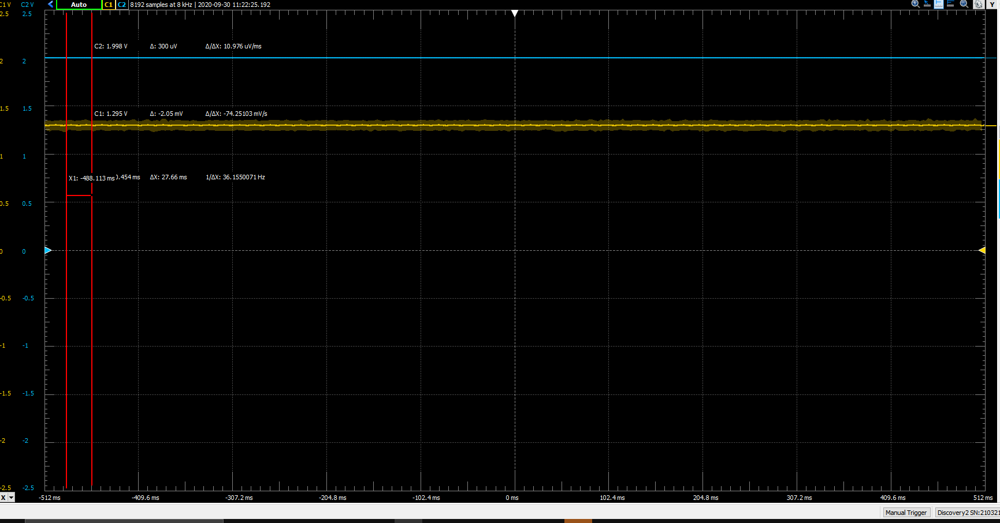 C1 V C2 V Auto C1 C2 8192 samples at 8 kHz | 2020-09-30 11:22:25.192 Y
2.5 2.5
C2: 1.998 V Δ: 300 uV Δ/ΔX: 10.976 uV/ms
2 2
1.5 1.5
C1: 1.295 V Δ: -2.05 mV Δ/ΔX: -74.25103 mV/s
1 1
X1: -488.113 ms 0.454 ms ΔX: 27.66 ms 1/ΔX: 36.1550071 Hz
0.5 0.5
0 0
-0.5 -0.5
-1 -1
-1.5 -1.5
-2 -2
-2.5 -2.5
X -512 ms -409.6 ms -307.2 ms -204.8 ms -102.4 ms 0 ms 102.4 ms 204.8 ms 307.2 ms 409.6 ms 512 ms
Manual Trigger Discovery2 SN:210321